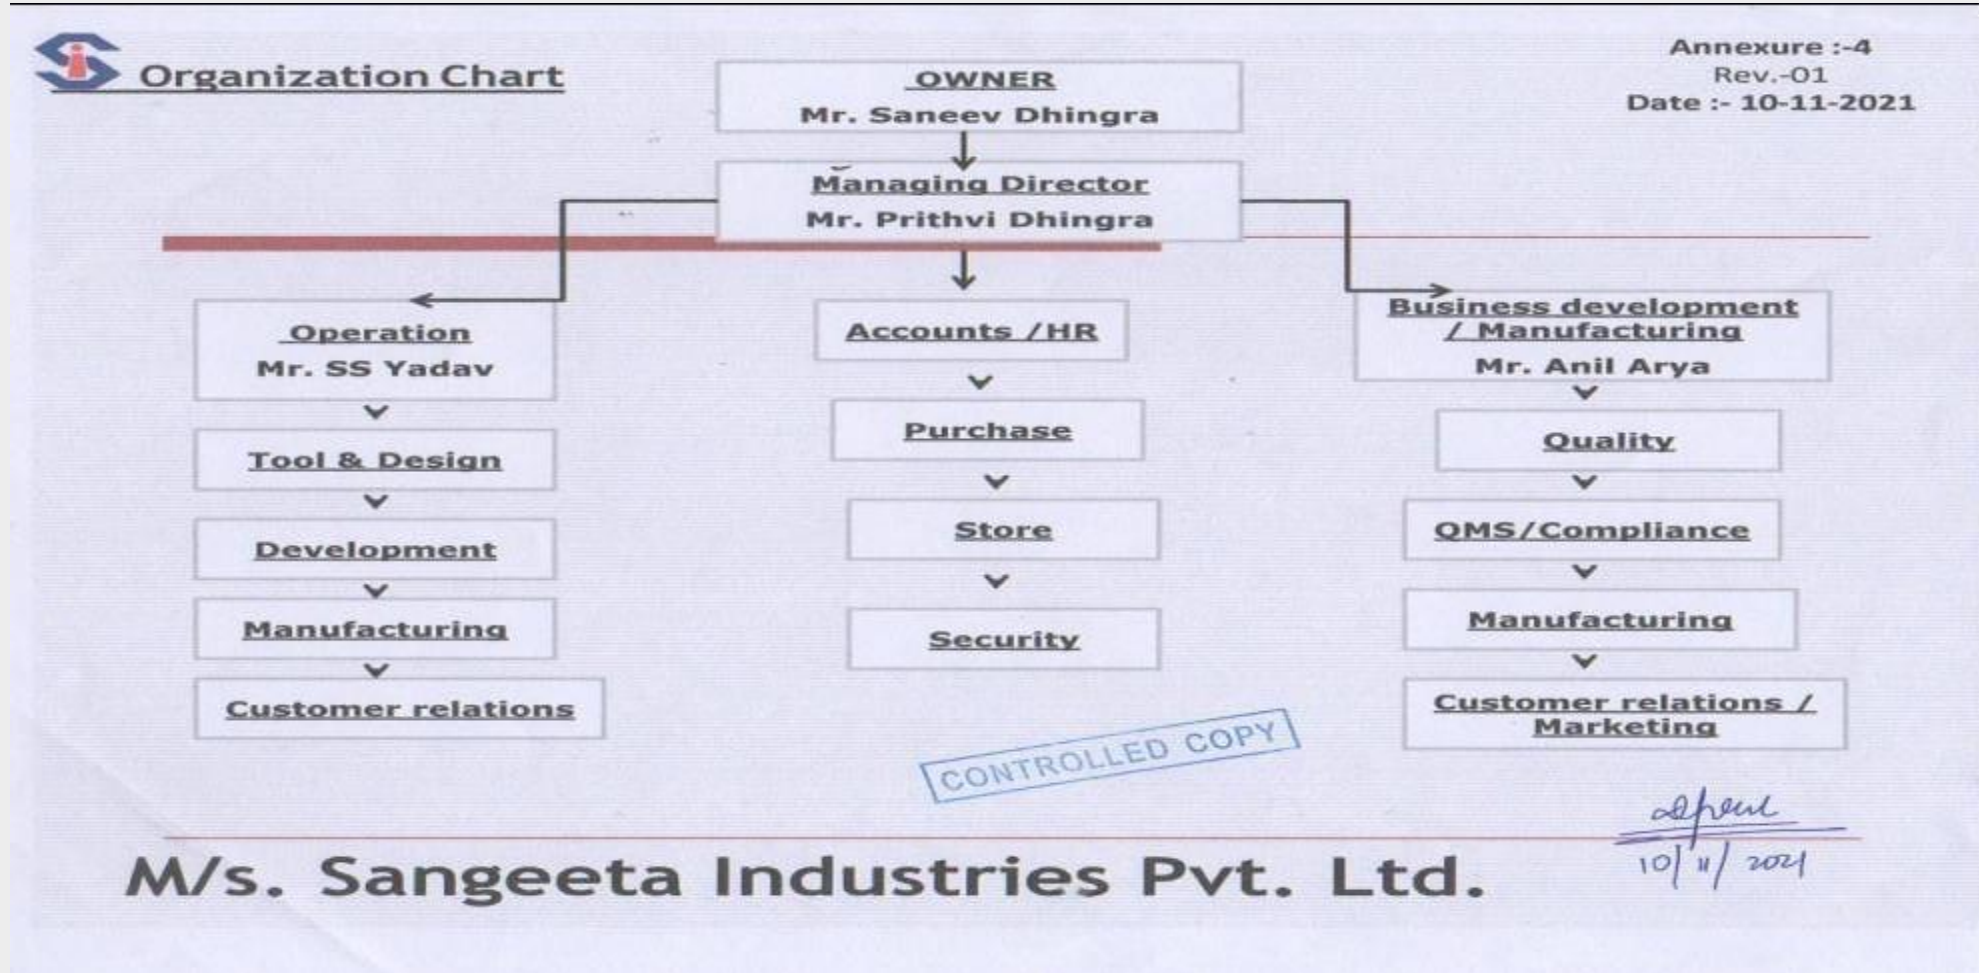 Organization Chart
Annexure :-4
Rev.-01
Date :- 10-11-2021
OWNER
Mr. Saneev Dhingra
Managing Director
Mr. Prithvi Dhingra
Operation
Mr. SS Yadav
Tool & Design
Development
Manufacturing
Customer relations
Accounts /HR
Purchase
Store
Security
Business development
/ Manufacturing
Mr. Anil Arya
Quality
QMS/Compliance
Manufacturing
Customer relations /
Marketing
CONTROLLED COPY
10/11/2021
M/s. Sangeeta Industries Pvt. Ltd.